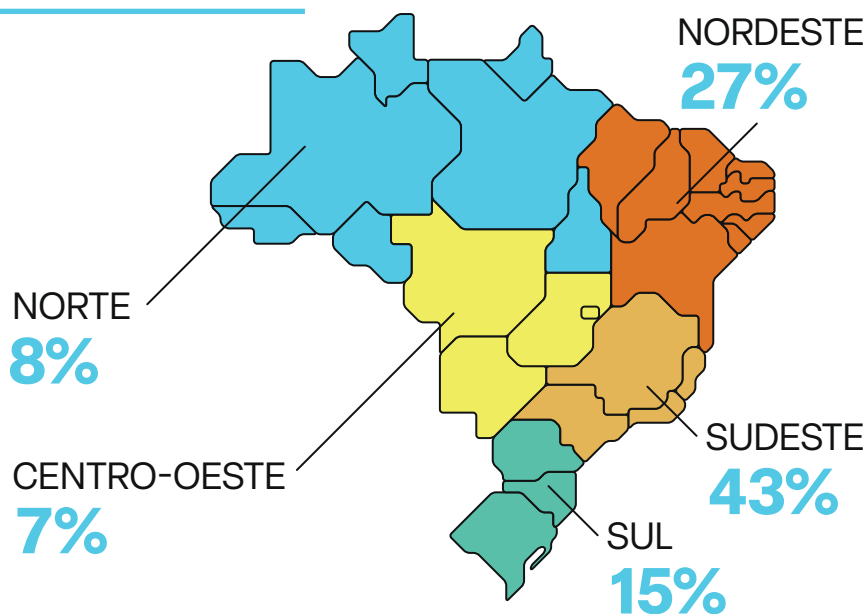 NORDESTE
27%
NORTE
8%
CENTRO-OESTE
7%
SUDESTE
43%
SUL
15%